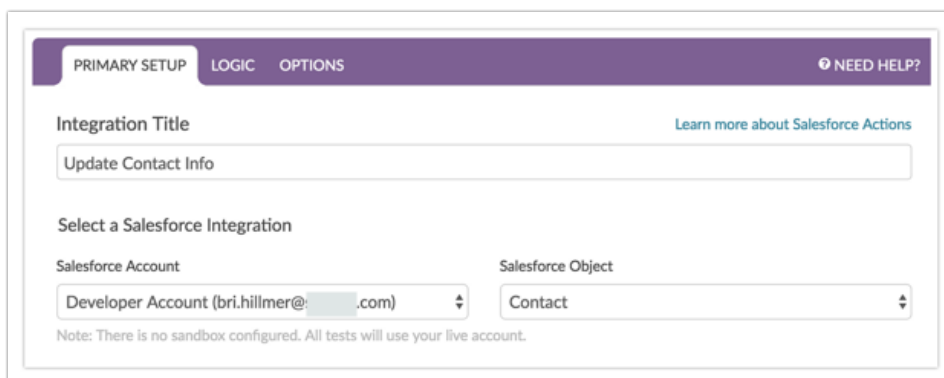 PRIMARY SETUP LOGIC OPTIONS NEED HELP?
Integration Title Learn more about Salesforce Actions
Update Contact Info
Select a Salesforce Integration
Salesforce Account Salesforce Object
Developer Account (bri.hillmer@ .com) Contact
Note: There is no sandbox configured. All tests will use your live account.